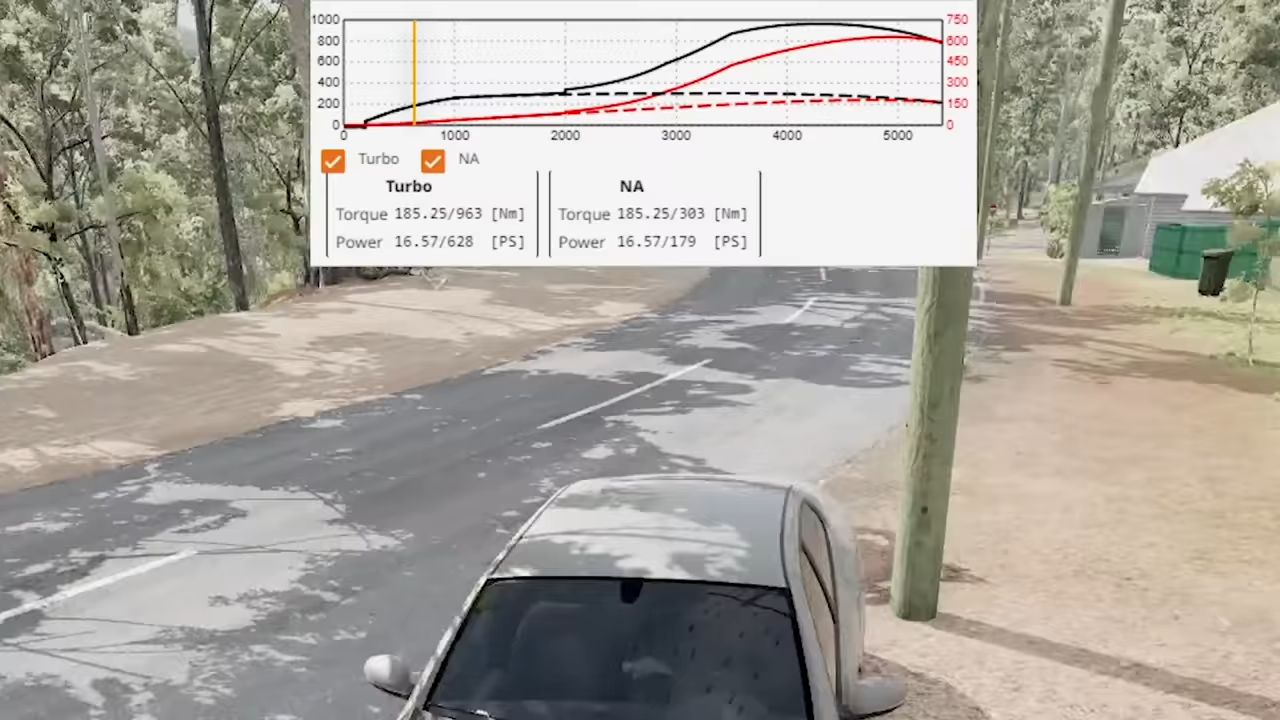 1000 750
800 600
600 450
400 300
200 150
0 0
0 1000 2000 3000 4000 5000
Turbo NA
Turbo NA
Torque 185.25/963 [Nm] Torque 185.25/303 [Nm]
Power 16.57/628 [PS] Power 16.57/179 [PS]